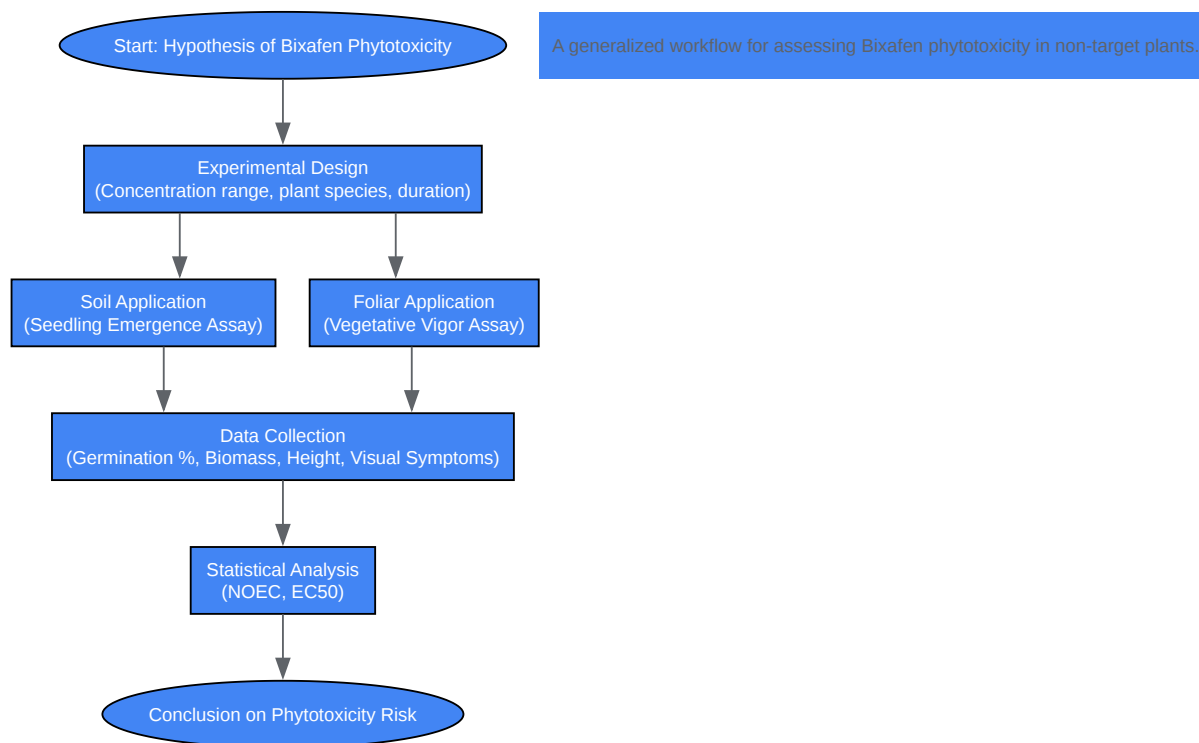 Start: Hypothesis of Bixafen Phytotoxicity
A generalized workflow for assessing Bixafen phytotoxicity in non-target plants.
Experimental Design
(Concentration range, plant species, duration)
Soil Application
(Seedling Emergence Assay)
Foliar Application
(Vegetative Vigor Assay)
Data Collection
(Germination %, Biomass, Height, Visual Symptoms)
Statistical Analysis
(NOEC, EC50)
Conclusion on Phytotoxicity Risk